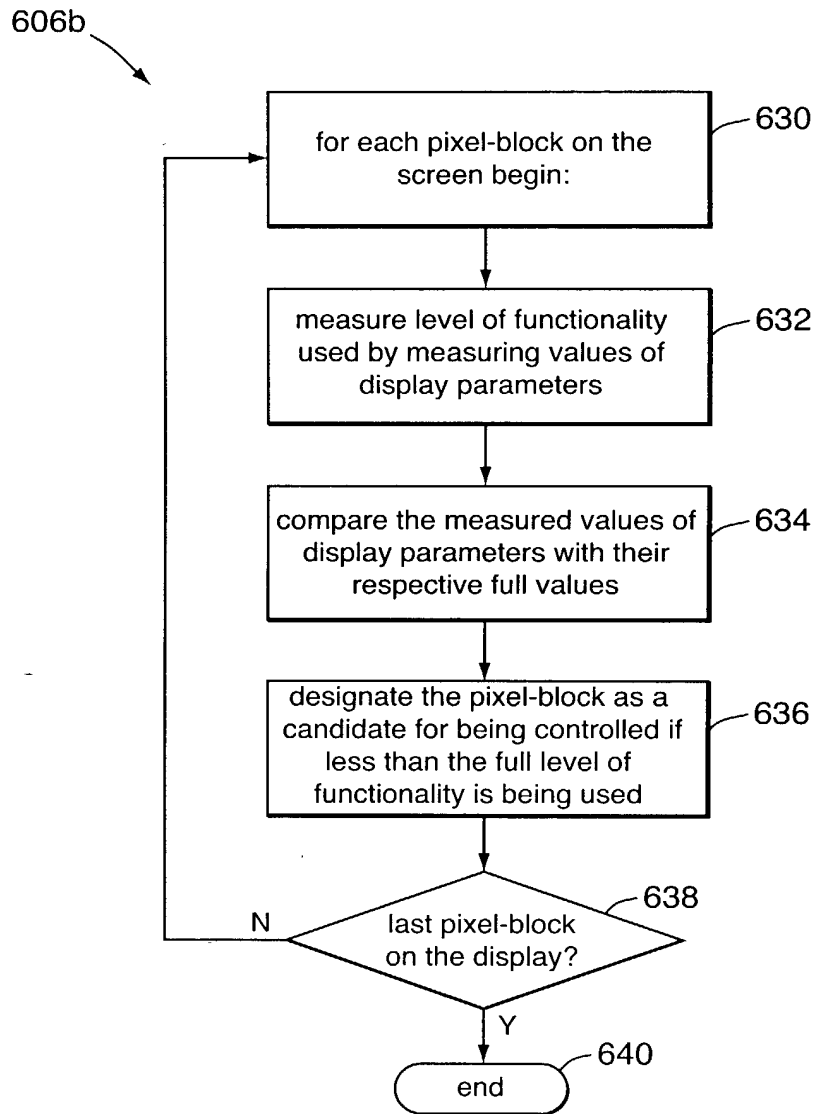 606b
for each pixel-block on the
screen begin:
630
measure level of functionality
used by measuring values of
display parameters
632
compare the measured values of
display parameters with their
respective full values
634
designate the pixel-block as a
candidate for being controlled if
less than the full level of
functionality is being used
636
last pixel-block
on the display?
638
N
Y
end
640